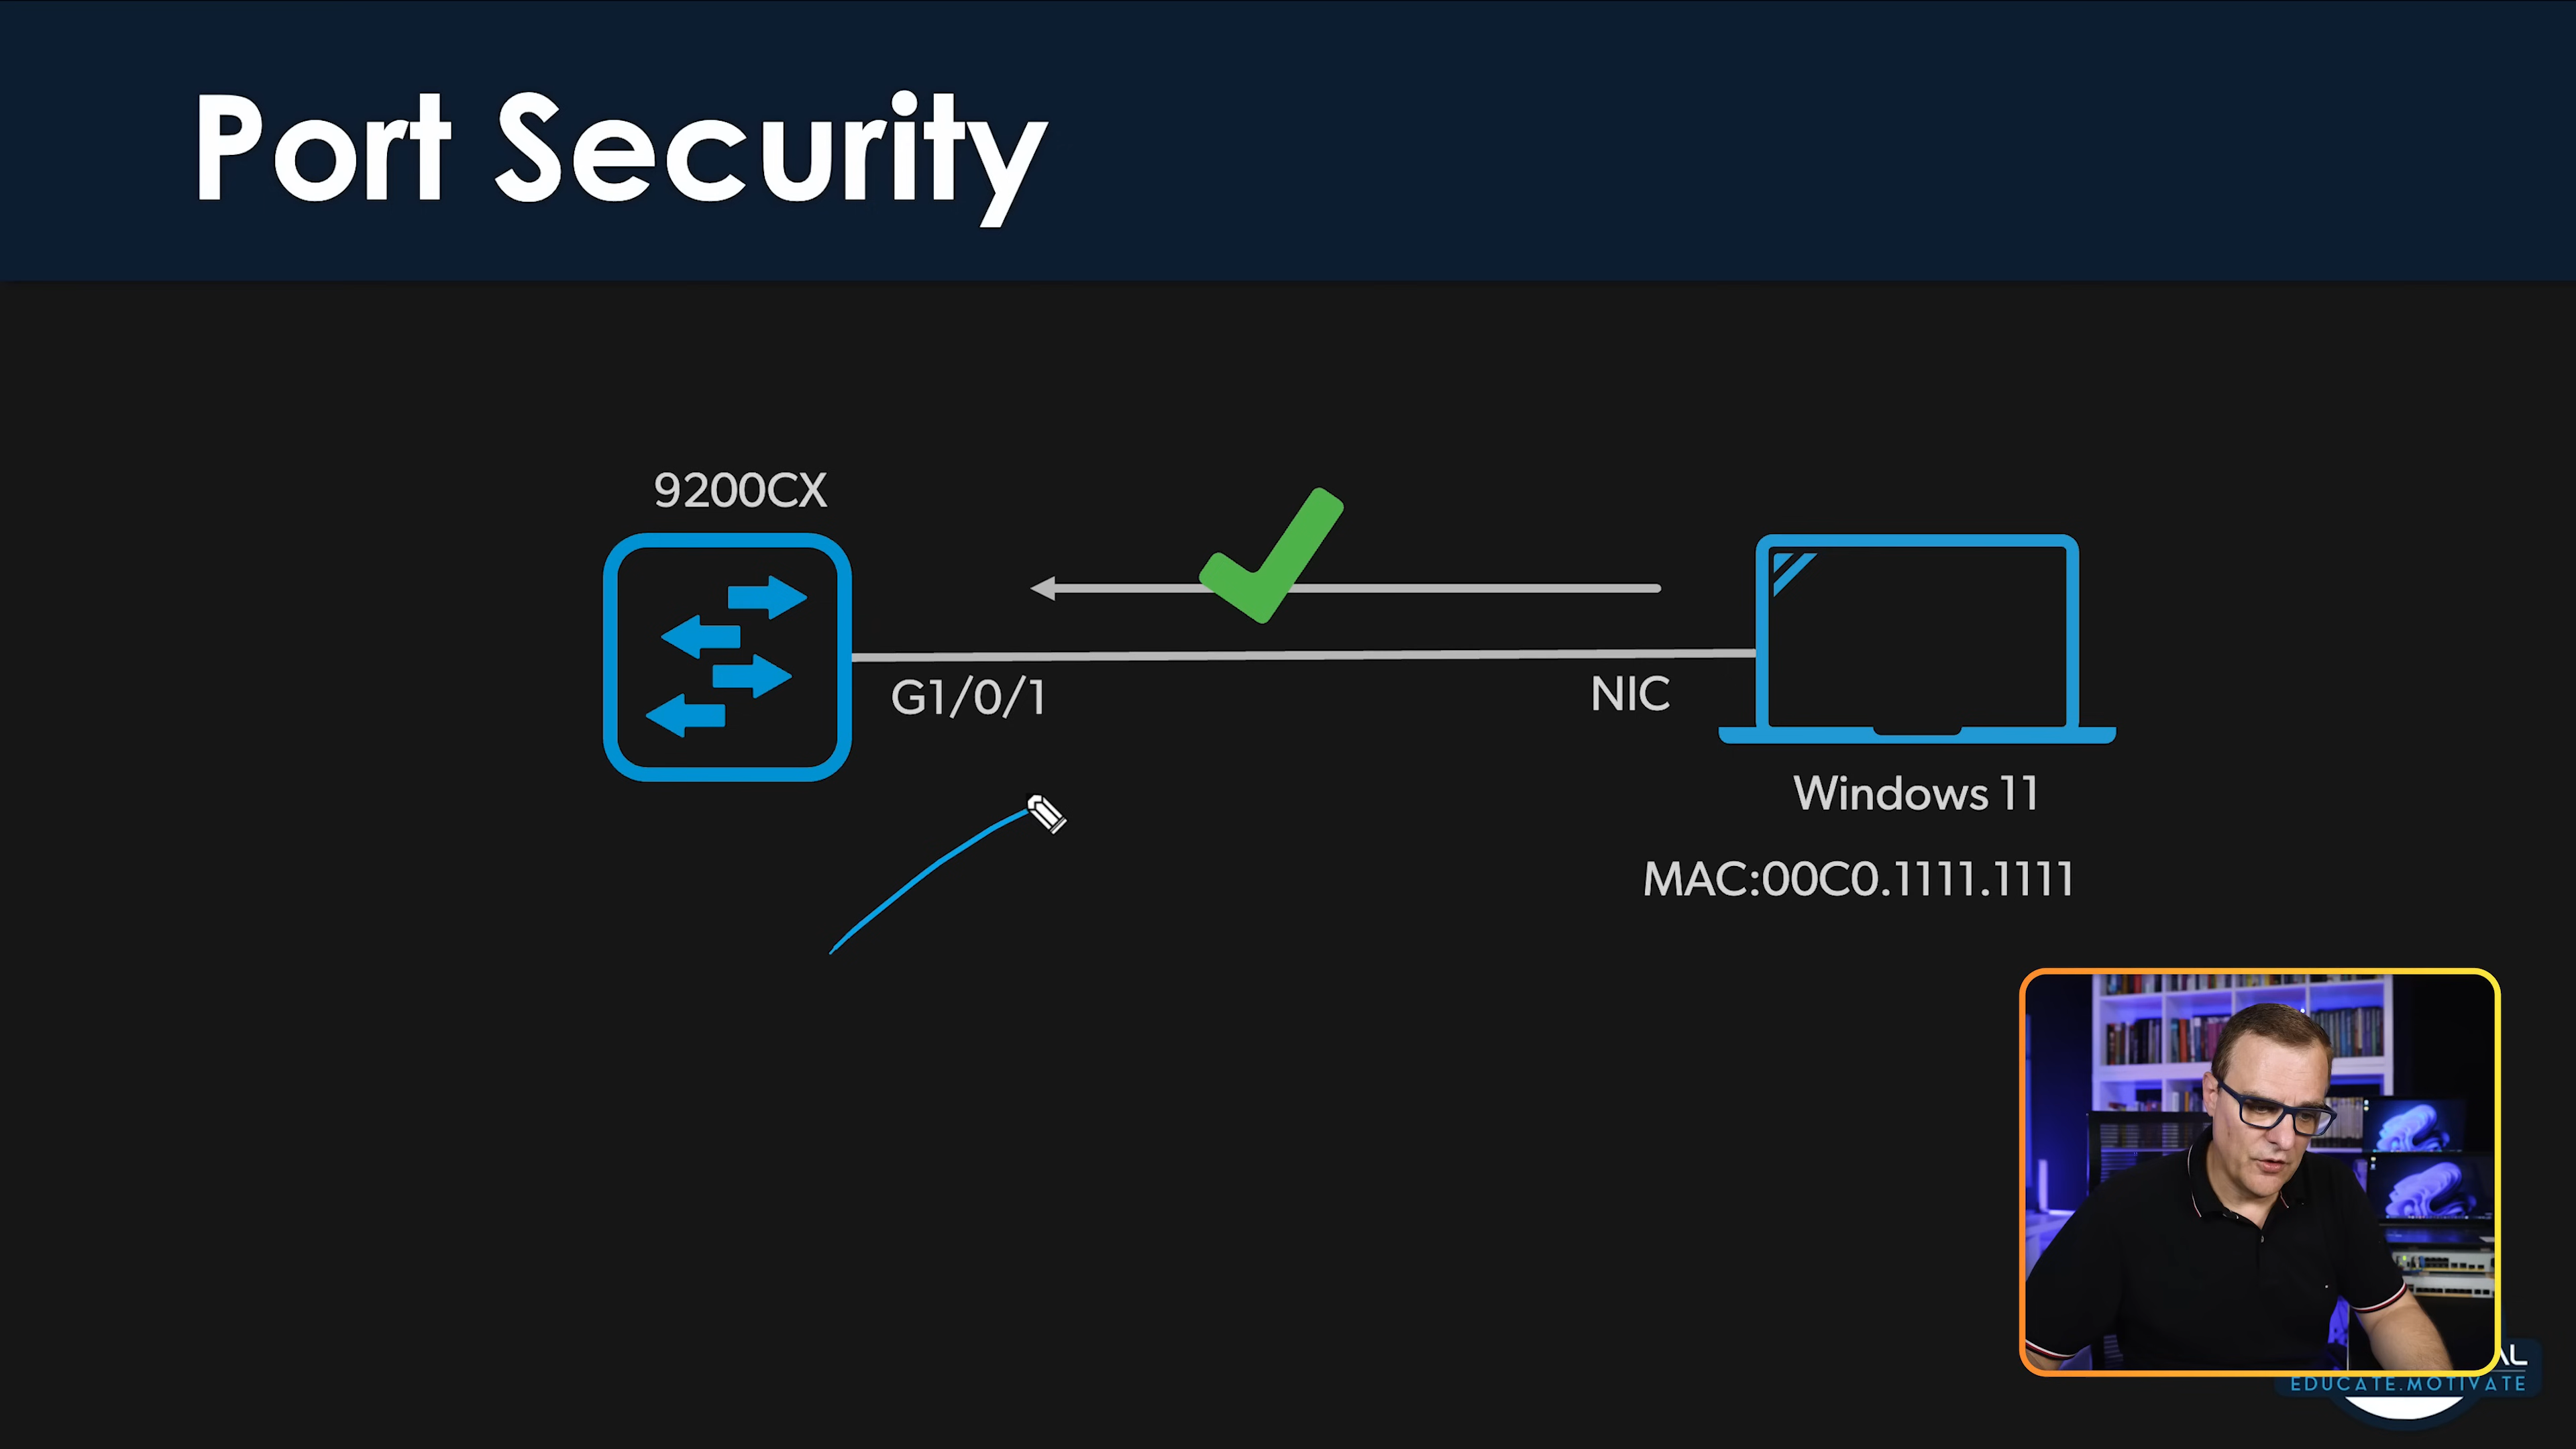 Port Security
9200CX
G1/0/1
NIC
Windows 11
MAC:00C0.1111.1111
EDUCATE.MOTIVATE